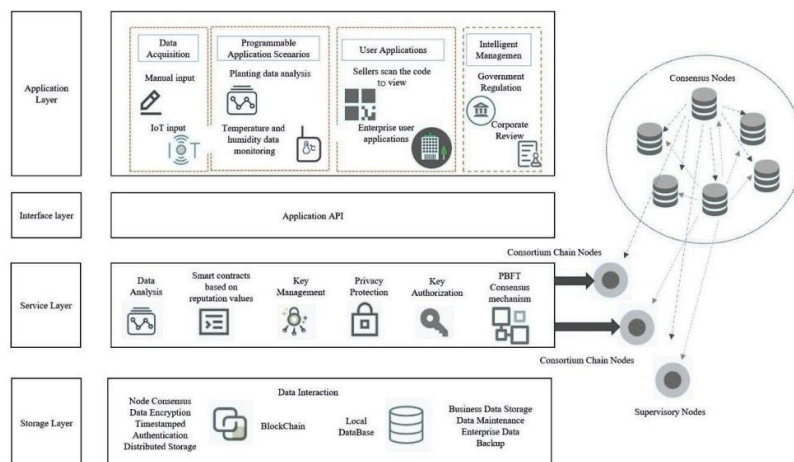 Application
Layer
Data
Acquisition
Manual input
IoT input
IOT
Programmable
Application Scenarios
Planting data analysis
Temperature and
humidity data
monitoring
User Applications
Sellers scan the code
to view
Enterprise user
applications
Intelligent
Managemen
Government
Regulation
Corporate
Review
Consensus Nodes
Interface layer
Application API
Consortium Chain Nodes
Service Layer
Data
Analysis
Smart contracts
based on
reputation values
Key
Management
Privacy
Protection
Key
Authorization
PBFT
Consensus
mechanism
Consortium Chain Nodes
Supervisory Nodes
Storage Layer
Data Interaction
Node Consensus
Data Encryption
Timestamped
Authentication
Distributed Storage
BlockChain
Local
DataBase
Business Data Storage
Data Maintenance
Enterprise Data
Backup